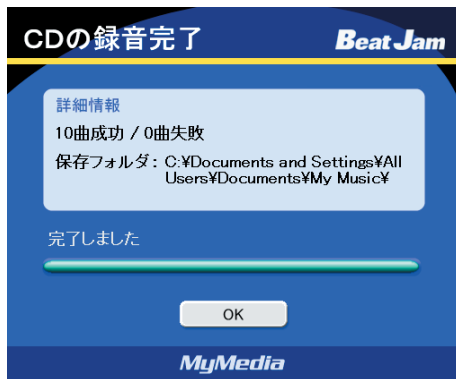 CDの録音完了 Beat Jam
詳細情報
10曲成功 / 0曲失敗
保存フォルダ: C:¥Documents and Settings¥All
Users¥Documents¥My Music¥
完了しました
OK
MyMedia